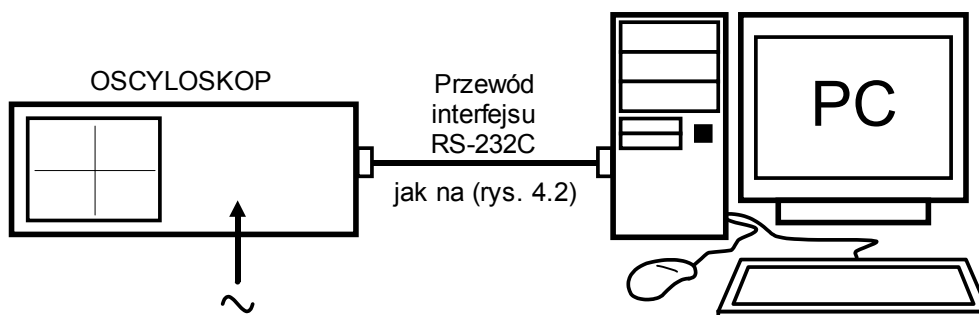 OSCYLOSKOP
Przewód
interfejsu
RS-232C
jak na (rys. 4.2)
PC
~